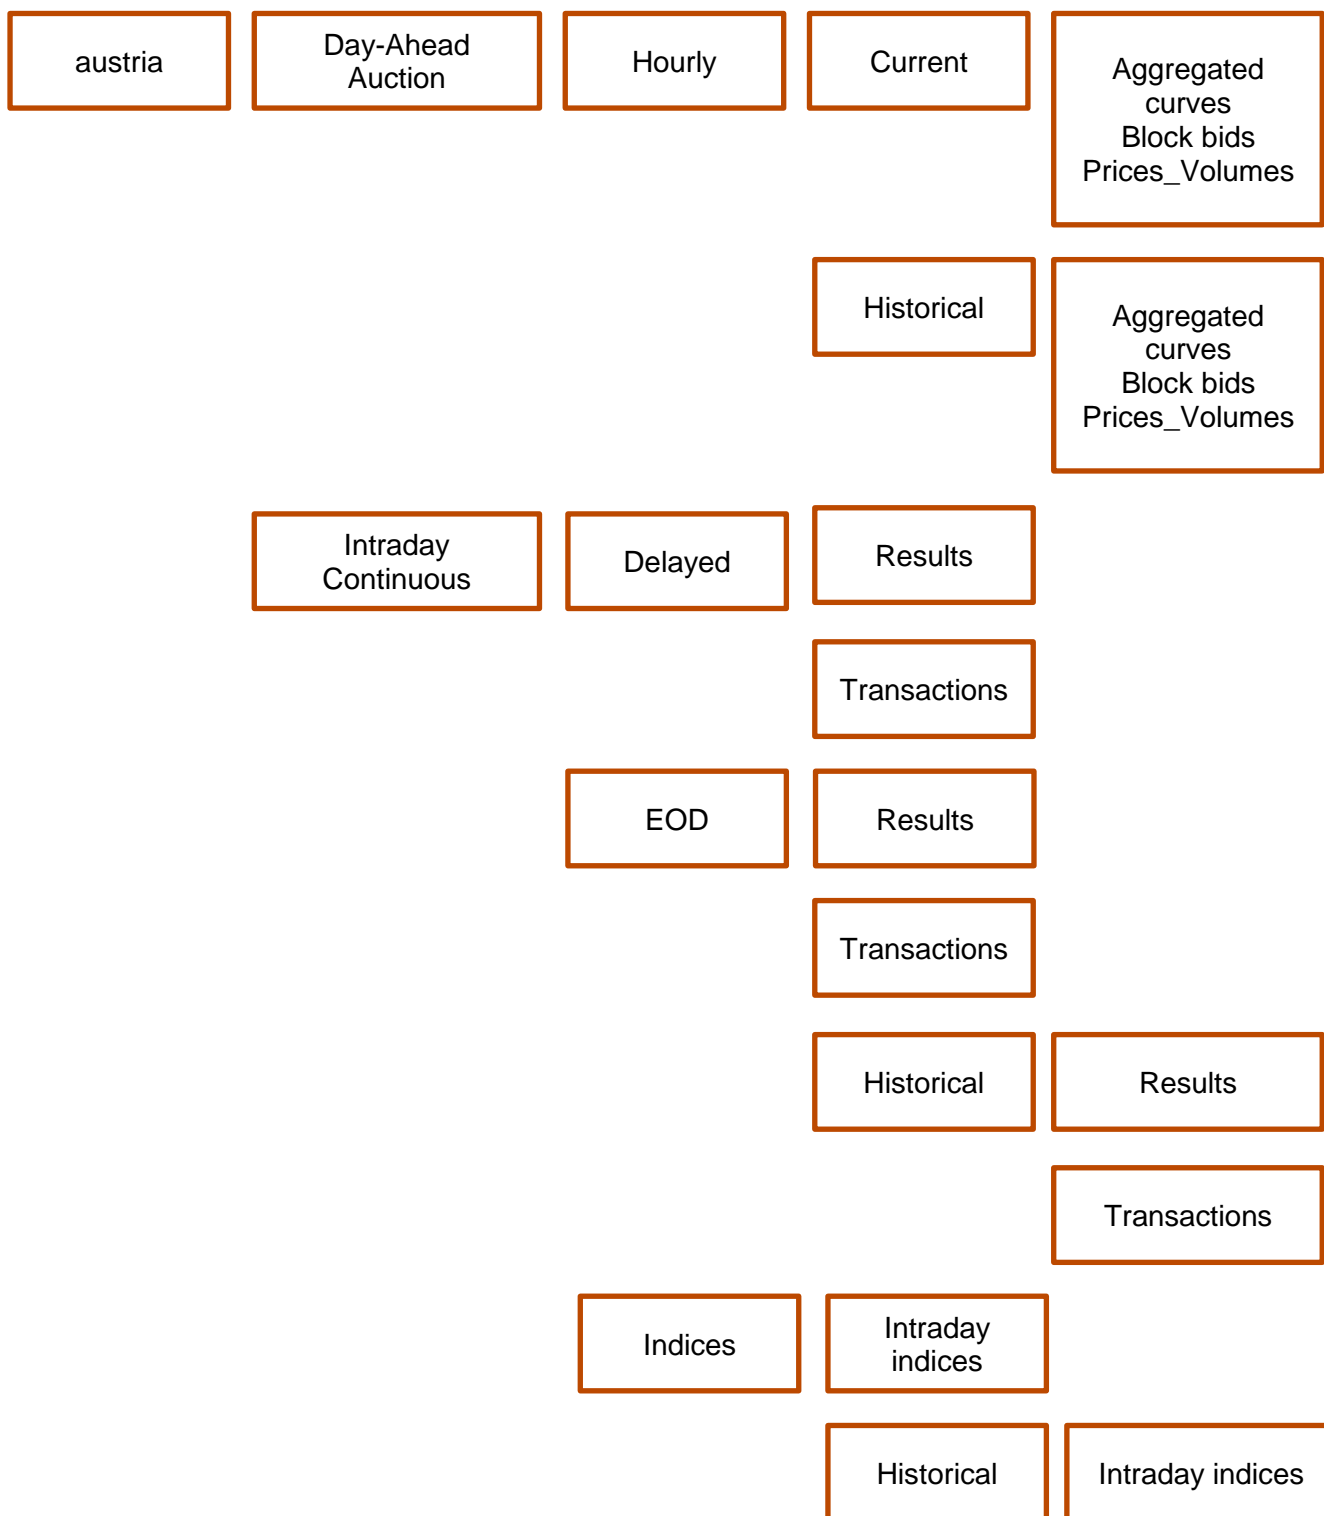 austria
Day-Ahead
Auction
Hourly
Current
Aggregated
curves
Block bids
Prices_Volumes
Historical
Aggregated
curves
Block bids
Prices_Volumes
Intraday
Continuous
Delayed
Results
Transactions
EOD
Results
Transactions
Historical
Results
Transactions
Indices
Intraday
indices
Historical
Intraday indices